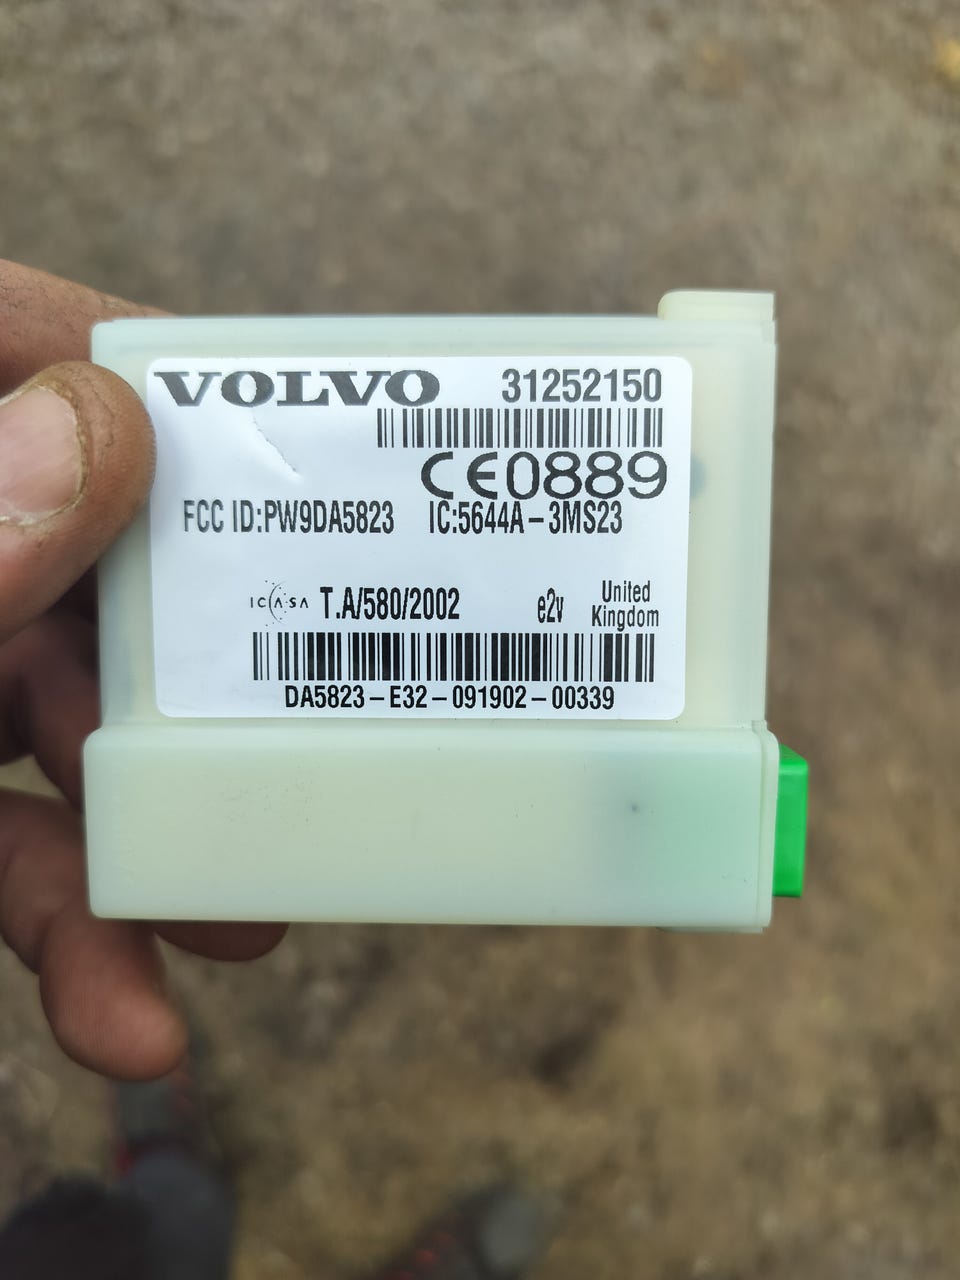 VOLVO 31252150
CE0889
FCC ID:PW9DA5823 IC:5644A-3MS23
ICASA T.A/580/2002 e2v United Kingdom
DA5823-E32-091902-00339